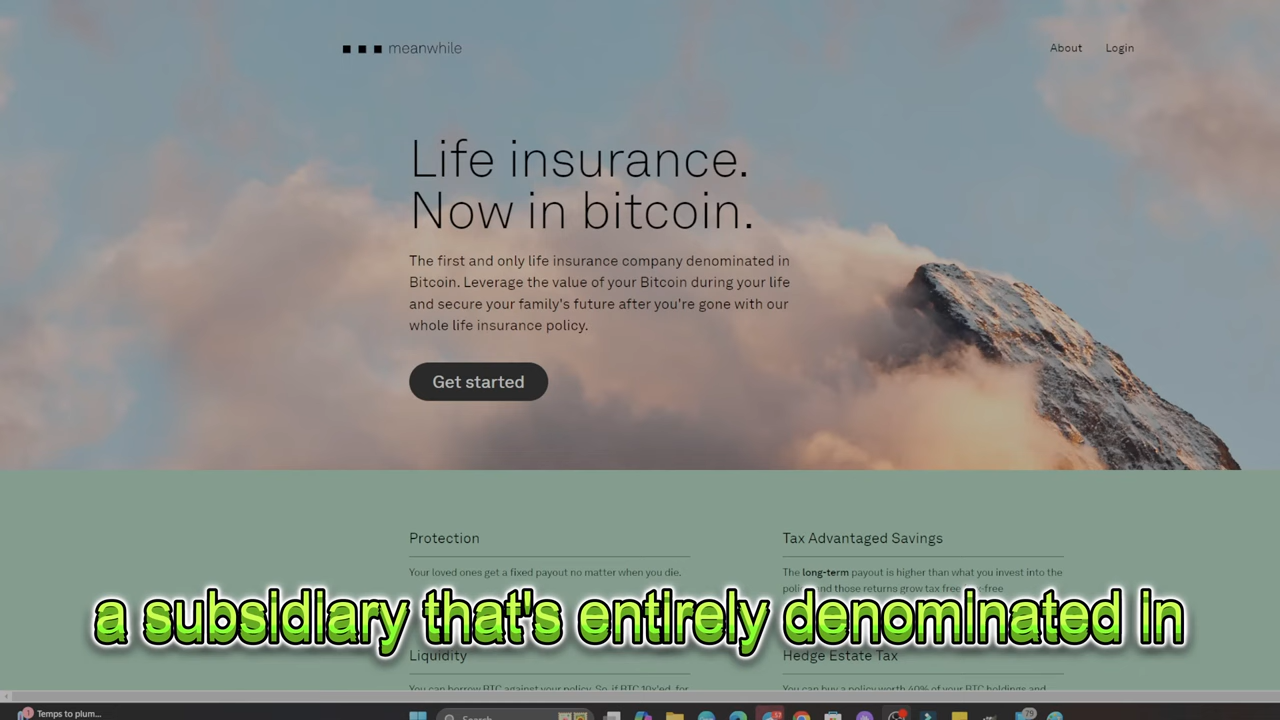 meanwhile
About Login
Life insurance.
Now in bitcoin.
The first and only life insurance company denominated in
Bitcoin. Leverage the value of your Bitcoin during your life
and secure your family's future after you're gone with our
whole life insurance policy.
Get started
Protection
Your loved ones get a fixed payout no matter when you die.
Tax Advantaged Savings
The long-term payout is higher than what you invest into the
and those returns grow tax free
a subsidiary that's entirely denominated in
Liquidity
You can borrow BTC against your policy. So, if BTC 10x'ed, for
Hedge Estate Tax
You can buy a policy worth 40% of your BTC holdings and
Temps to plum...
Search